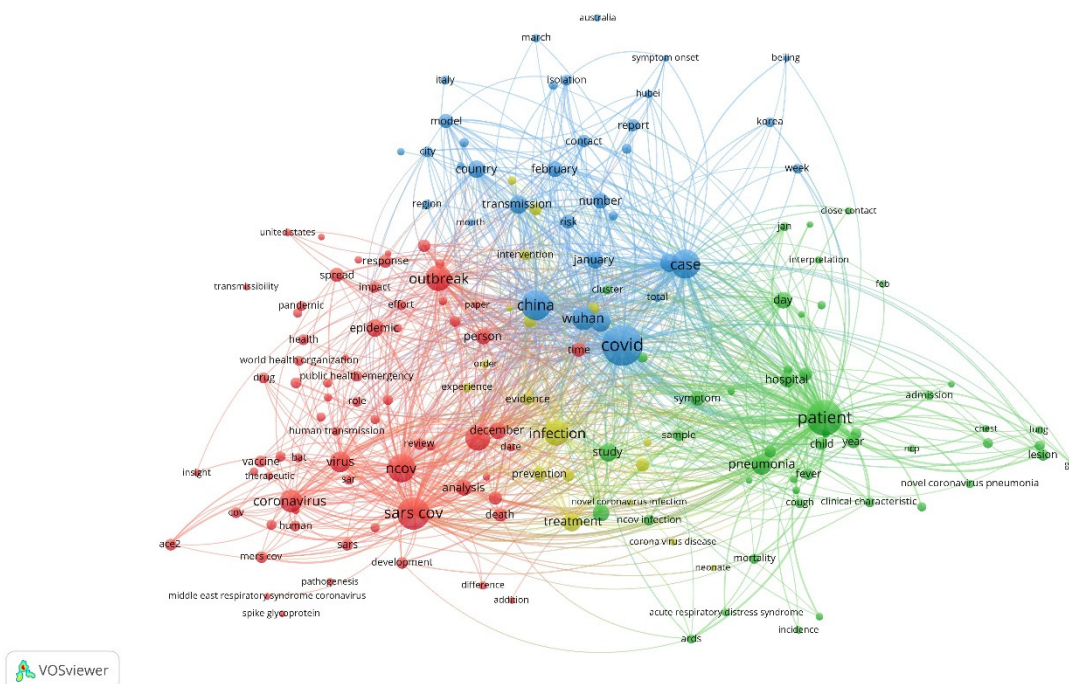 australia
march
symptom onset
beijing
italy
isolation
hubei
model
report
korea
contact
city
country
february
week
region
transmission
number
close contact
month
risk
jan
united states
intervention
response
january
case
interpretation
spread
outbreak
transmissibility
impact
cluster
total
feb
pandemic
effort
paper
china
day
epidemic
wuhan
health
person
covid
time
world health organization
order
drug
public health emergency
hospital
experience
evidence
symptom
admission
role
patient
human transmission
december
infection
sample
child
year
chest
lung
review
date
study
ncp
lesion
vaccine
bat
virus
ncov
insight
therapeutic
sar
prevention
pneumonia
fever
novel coronavirus pneumonia
analysis
coronavirus
novel coronavirus infection
cough
clinical characteristic
cov
sars cov
death
treatment
ncov infection
human
ace2
sars
corona virus disease
mers cov
development
mortality
neonate
pathogenesis
difference
middle east respiratory syndrome coronavirus
addition
spike glycoprotein
acute respiratory distress syndrome
incidence
ards
VOSviewer